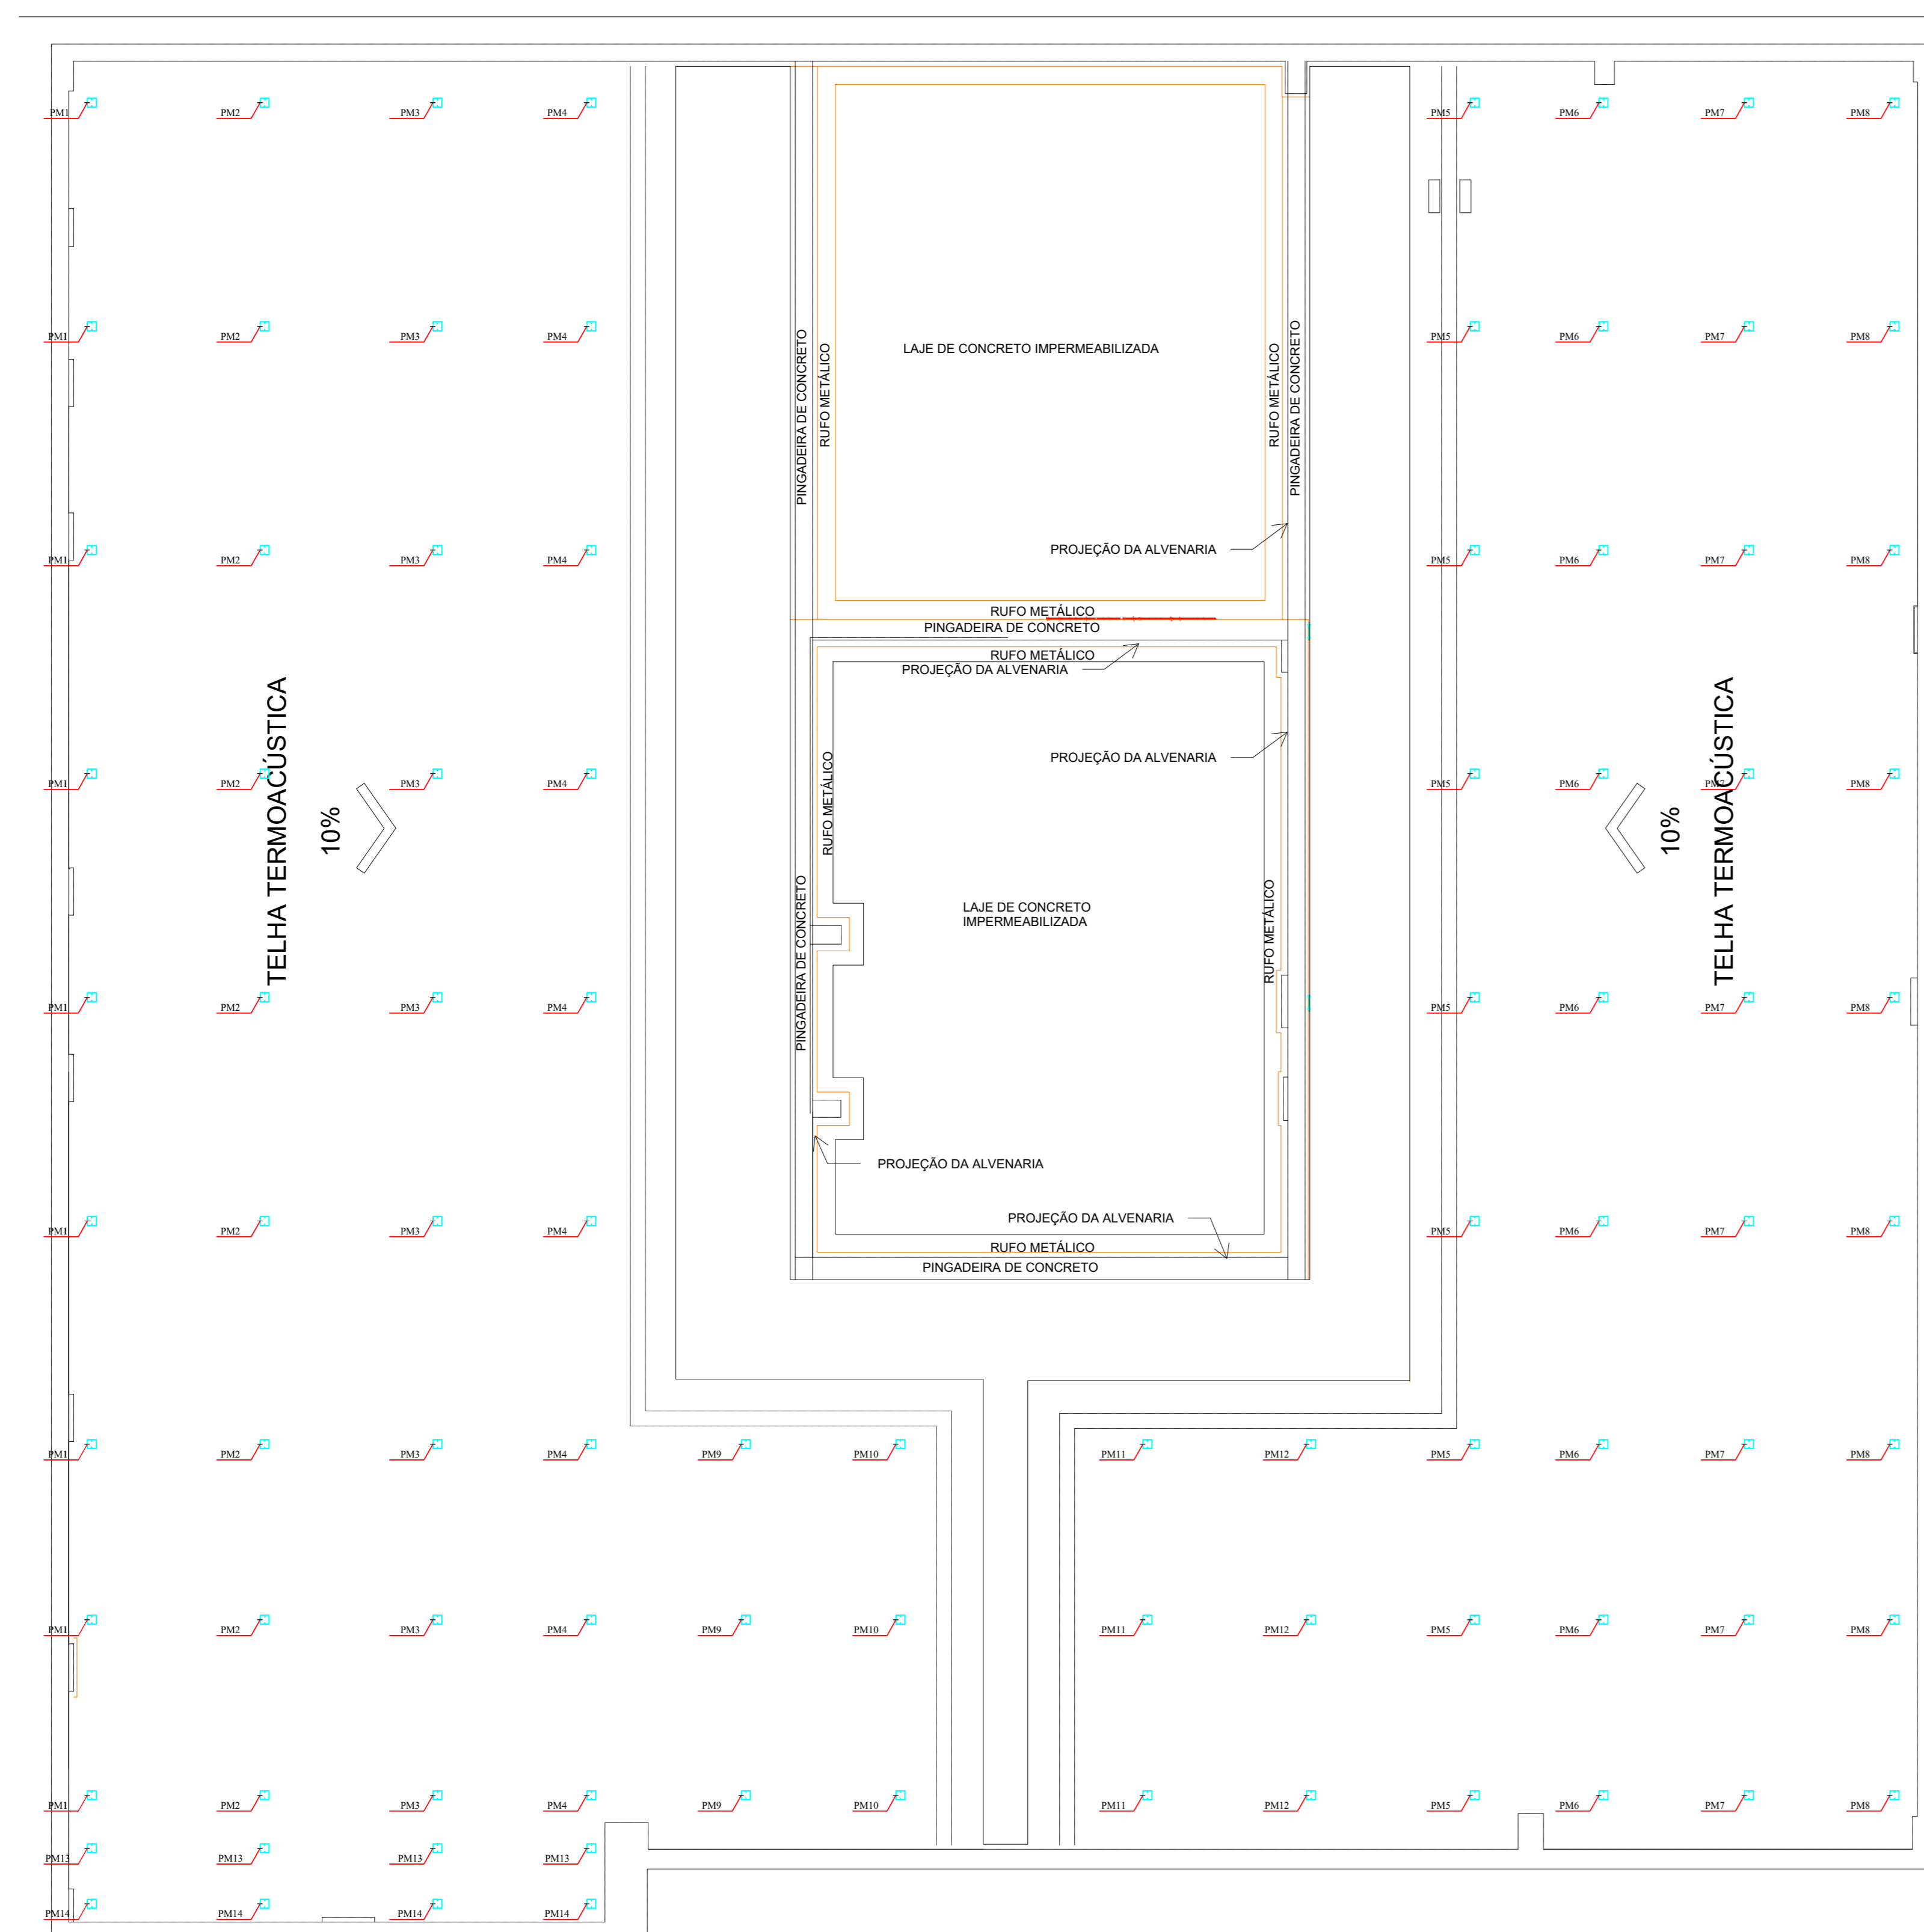 PM1 PM2 PM3 PM4 PM5 PM6 PM7 PM8
PM1 PM2 PM3 PM4 PM5 PM6 PM7 PM8
PINGADEIRA DE CONCRETO
RUFO METÁLICO
LAJE DE CONCRETO IMPERMEABILIZADA
RUFO METÁLICO
PINGADEIRA DE CONCRETO
PROJEÇÃO DA ALVENARIA
PM1 PM2 PM3 PM4 PM5 PM6 PM7 PM8
RUFO METÁLICO
PINGADEIRA DE CONCRETO
RUFO METÁLICO
PROJEÇÃO DA ALVENARIA
TELHA TERMOACÚSTICA
10%
RUFO METÁLICO
PROJEÇÃO DA ALVENARIA
10%
TELHA TERMOACÚSTICA
PM1 PM2 PM3 PM4 PM5 PM6 PM7 PM8
PINGADEIRA DE CONCRETO
LAJE DE CONCRETO
IMPERMEABILIZADA
RUFO METÁLICO
PM1 PM2 PM3 PM4 PM5 PM6 PM7 PM8
PROJEÇÃO DA ALVENARIA
PROJEÇÃO DA ALVENARIA
PM1 PM2 PM3 PM4 PM5 PM6 PM7 PM8
RUFO METÁLICO
PINGADEIRA DE CONCRETO
PM1 PM2 PM3 PM4 PM9 PM10 PM11 PM12 PM5 PM6 PM7 PM8
PM1 PM2 PM3 PM4 PM9 PM10 PM11 PM12 PM5 PM6 PM7 PM8
PM1 PM2 PM3 PM4 PM9 PM10 PM11 PM12 PM5 PM6 PM7 PM8
PM13 PM13 PM13 PM13
PM14 PM14 PM14 PM14